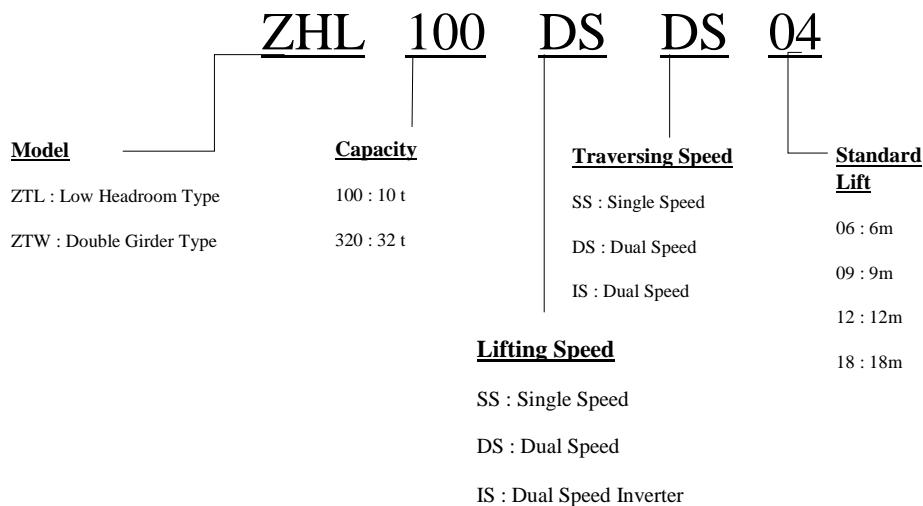 ZHL 100 DS DS 04
Model
ZTL : Low Headroom Type
ZTW : Double Girder Type
Capacity
100 : 10 t
320 : 32 t
Traversing Speed
SS : Single Speed
DS : Dual Speed
IS : Dual Speed
Standard
Lift
06 : 6m
09 : 9m
12 : 12m
18 : 18m
Lifting Speed
SS : Single Speed
DS : Dual Speed
IS : Dual Speed Inverter